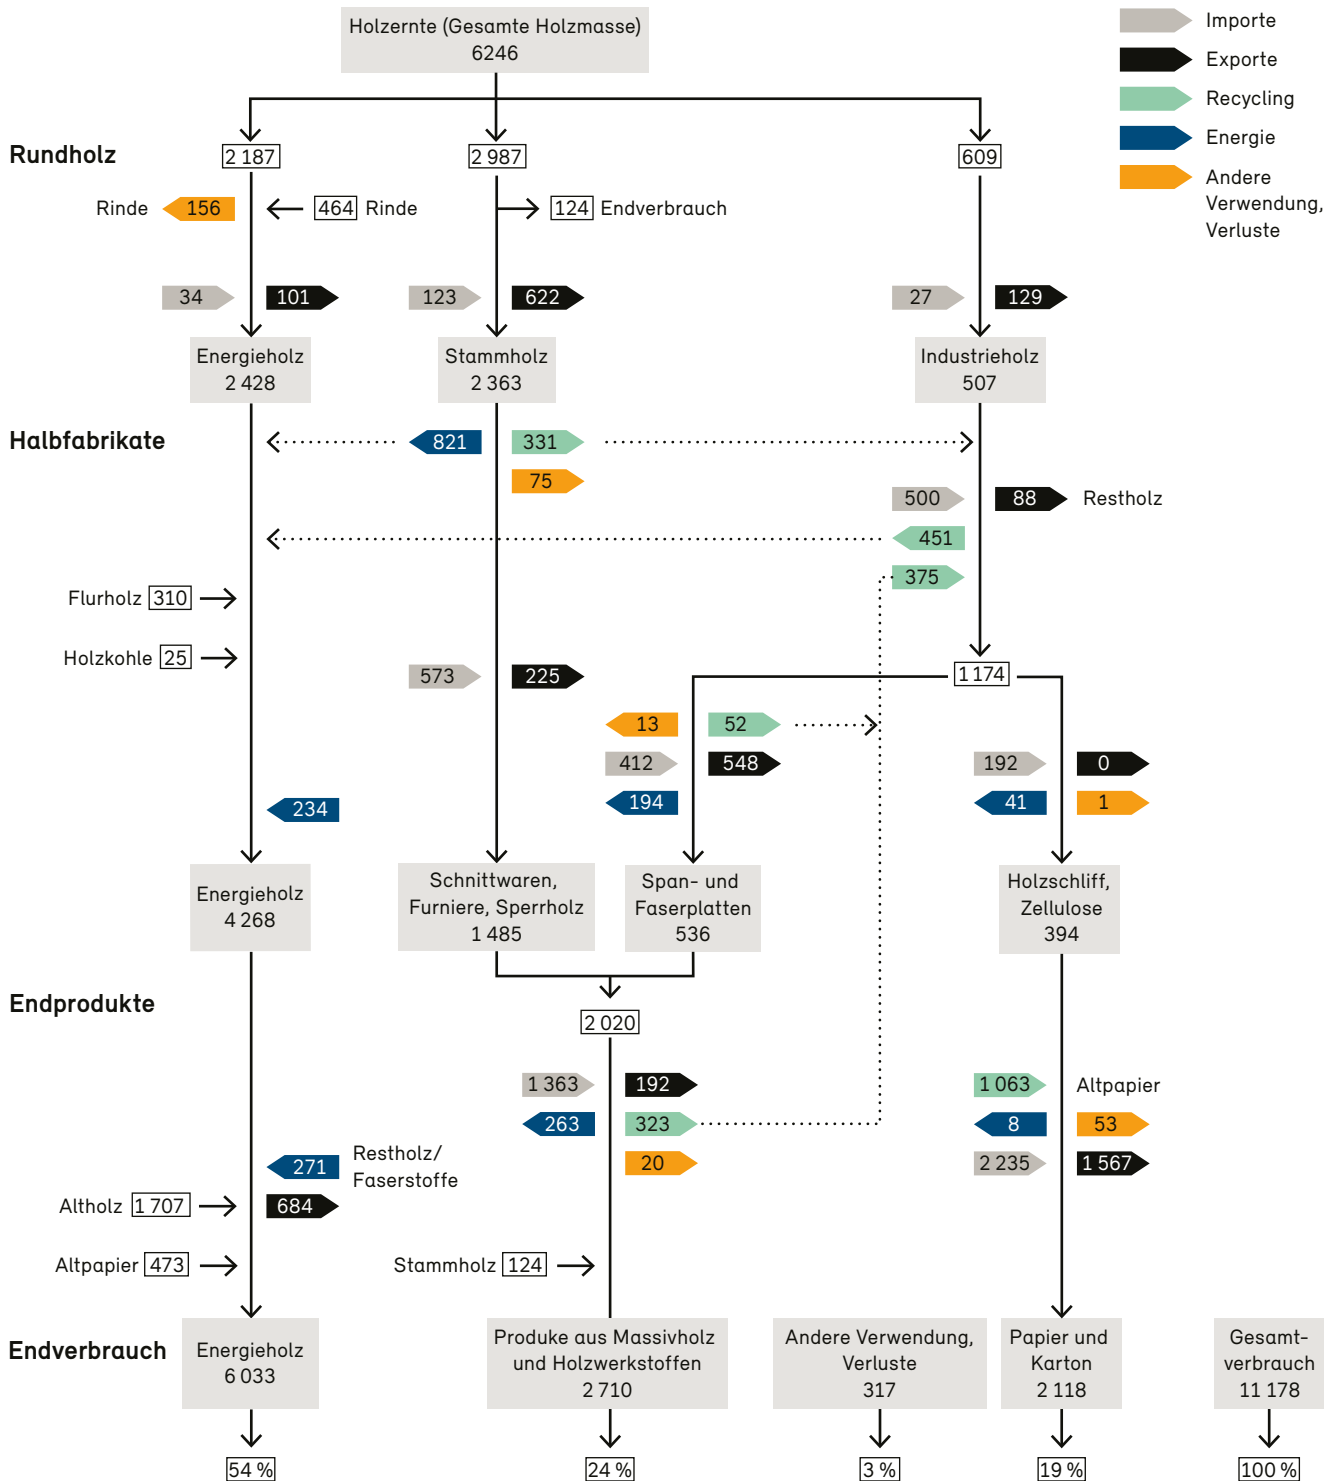 Holzernte (Gesamte Holzmasse)
6246
Importe
Exporte
Recycling
Energie
Andere
Verwendung,
Verluste
Rundholz
2 187
2 987
609
Rinde
156
464
Rinde
124
Endverbrauch
34
101
123
622
27
129
Energieholz
2 428
Stammholz
2 363
Industrieholz
507
Halbfabrikate
821
331
75
500
88
Restholz
451
375
Flurholz
310
Holzkohle
25
573
225
1 174
13
52
412
548
194
192
0
41
1
234
Energieholz
4 268
Schnittwaren,
Furniere, Sperrholz
1 485
Span- und
Faserplatten
536
Holzschliff,
Zellulose
394
Endprodukte
2 020
1 363
192
263
323
20
1 063
Altpapier
8
53
2 235
1 567
271
Restholz/
Faserstoffe
Altholz
1 707
684
Altpapier
473
Stammholz
124
Endverbrauch
Energieholz
6 033
Produke aus Massivholz
und Holzwerkstoffen
2 710
Andere Verwendung,
Verluste
317
Papier und
Karton
2 118
Gesamt-
verbrauch
11 178
54 %
24 %
3 %
19 %
100 %